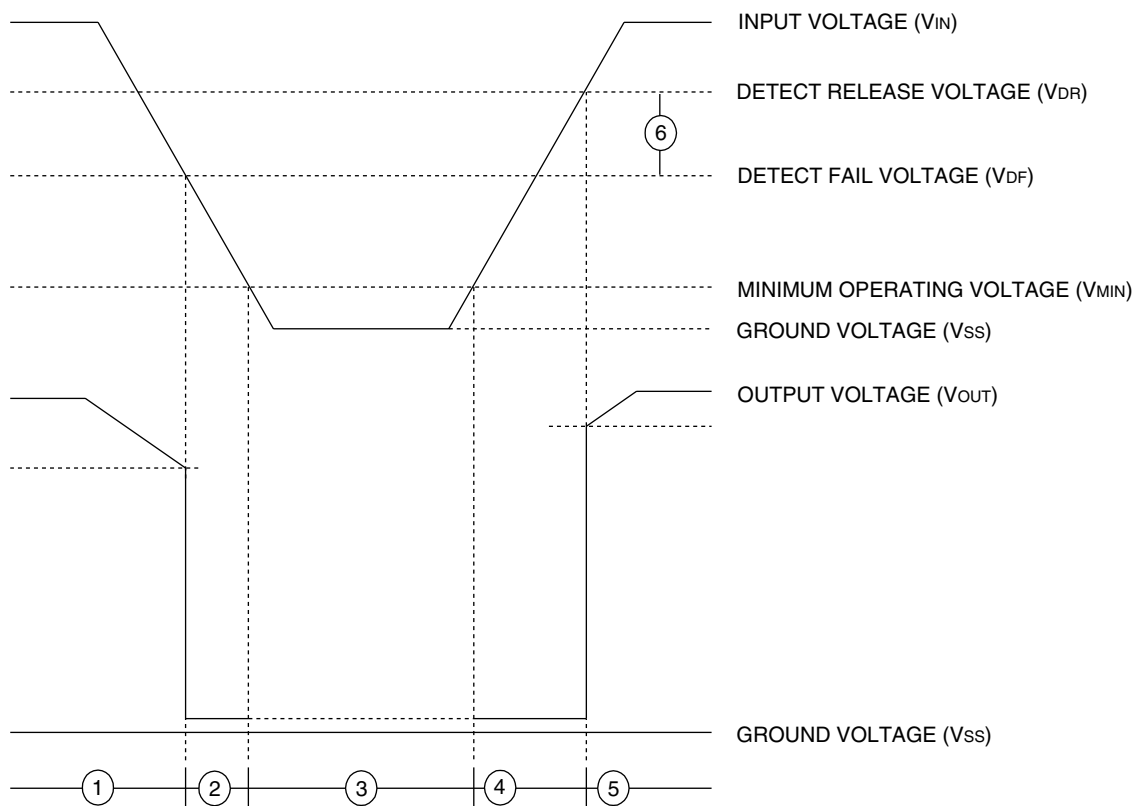 INPUT VOLTAGE (VIN)
DETECT RELEASE VOLTAGE (VDR)
6
DETECT FAIL VOLTAGE (VDF)
MINIMUM OPERATING VOLTAGE (VMIN)
GROUND VOLTAGE (VSS)
OUTPUT VOLTAGE (VOUT)
GROUND VOLTAGE (VSS)
1 2 3 4 5